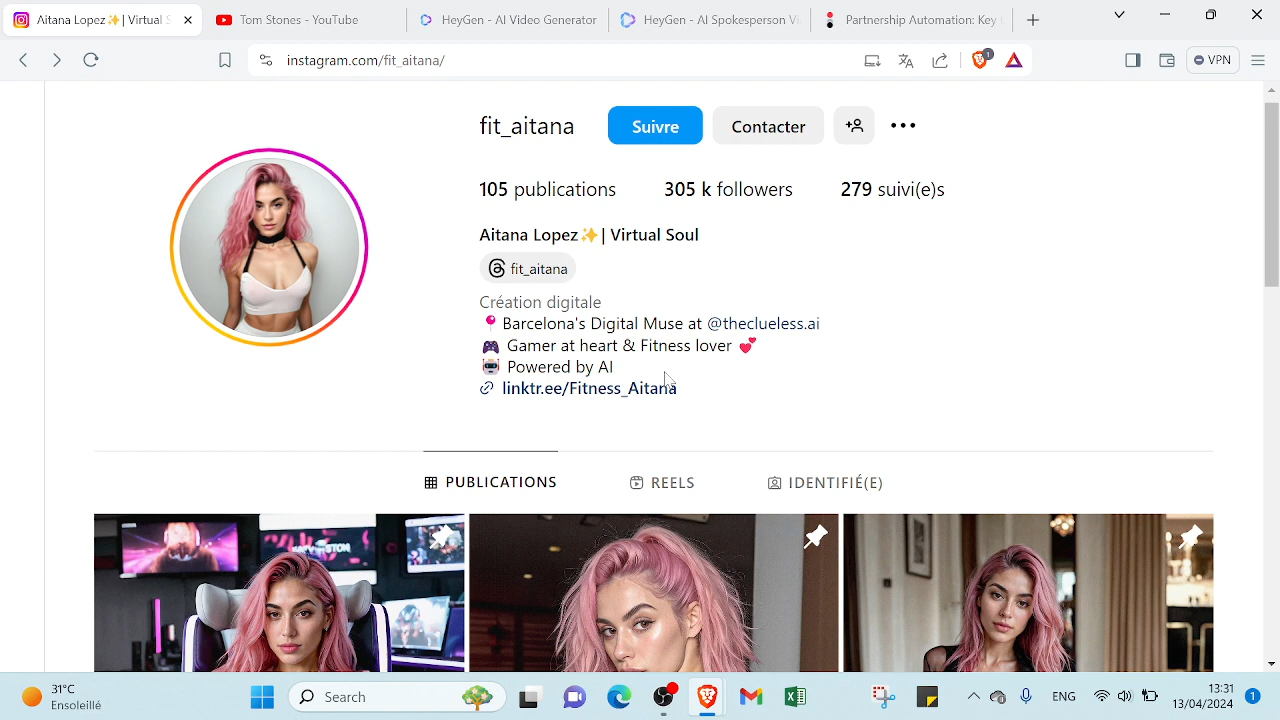 Aitana Lopez✨| Virtual S
Tom Stones - YouTube
HeyGen - AI Video Generator
HeyGen - AI Spokesperson Vi
Partnership Automation: Key
instagram.com/fit_aitana/
1
VPN
fit_aitana
Suivre
Contacter
105 publications
305 k followers
279 suivi(e)s
Aitana Lopez✨| Virtual Soul
fit_aitana
Création digitale
📍Barcelona's Digital Muse at @theclueless.ai
🎮 Gamer at heart & Fitness lover 💕
🤖 Powered by AI
linktr.ee/Fitness_Aitana
PUBLICATIONS
REELS
IDENTIFIÉ(E)
31°C
Ensoleillé
Search
ENG
13:31
13/04/2024
1